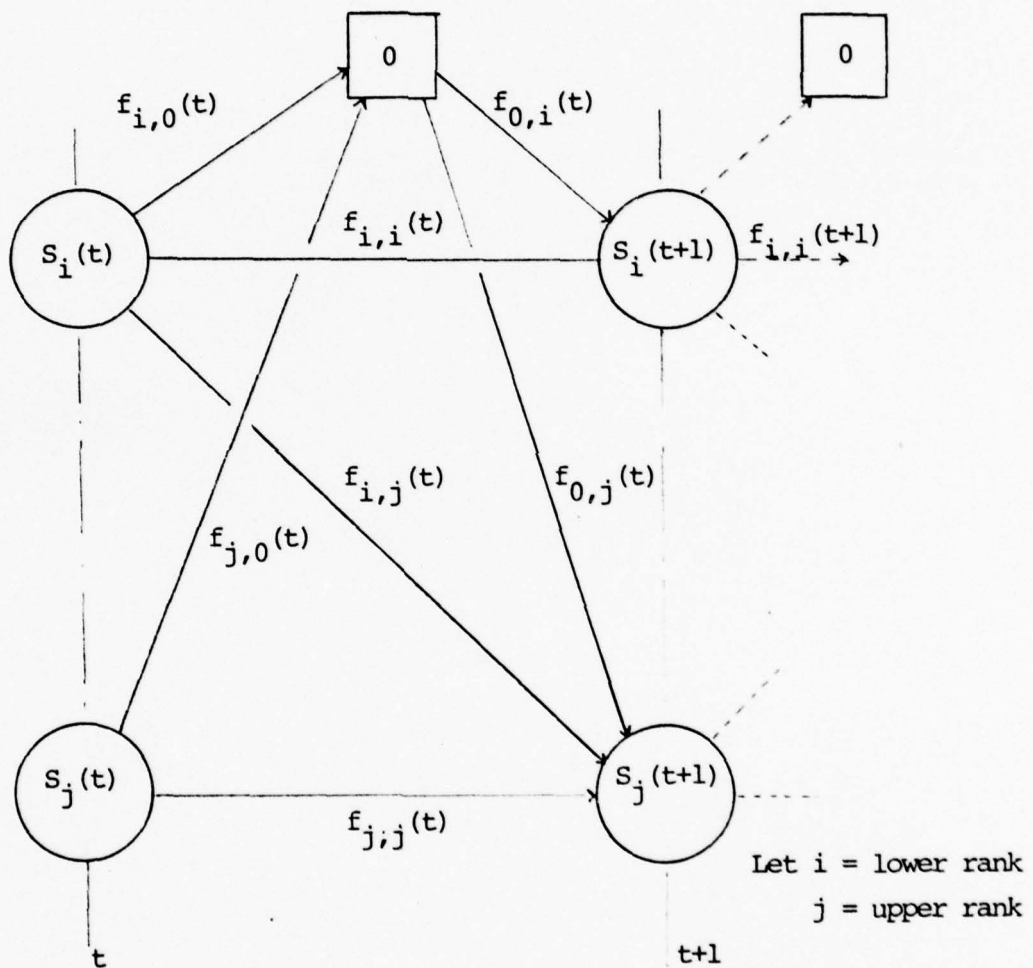 0
0
f_{i,0}(t)
f_{0,i}(t)
S_i(t)
f_{i,i}(t)
S_i(t+1)
f_{i,i}(t+1)
f_{i,j}(t)
f_{0,j}(t)
f_{j,0}(t)
S_j(t)
S_j(t+1)
f_{j,j}(t)
Let i = lower rank
j = upper rank
t
t+1